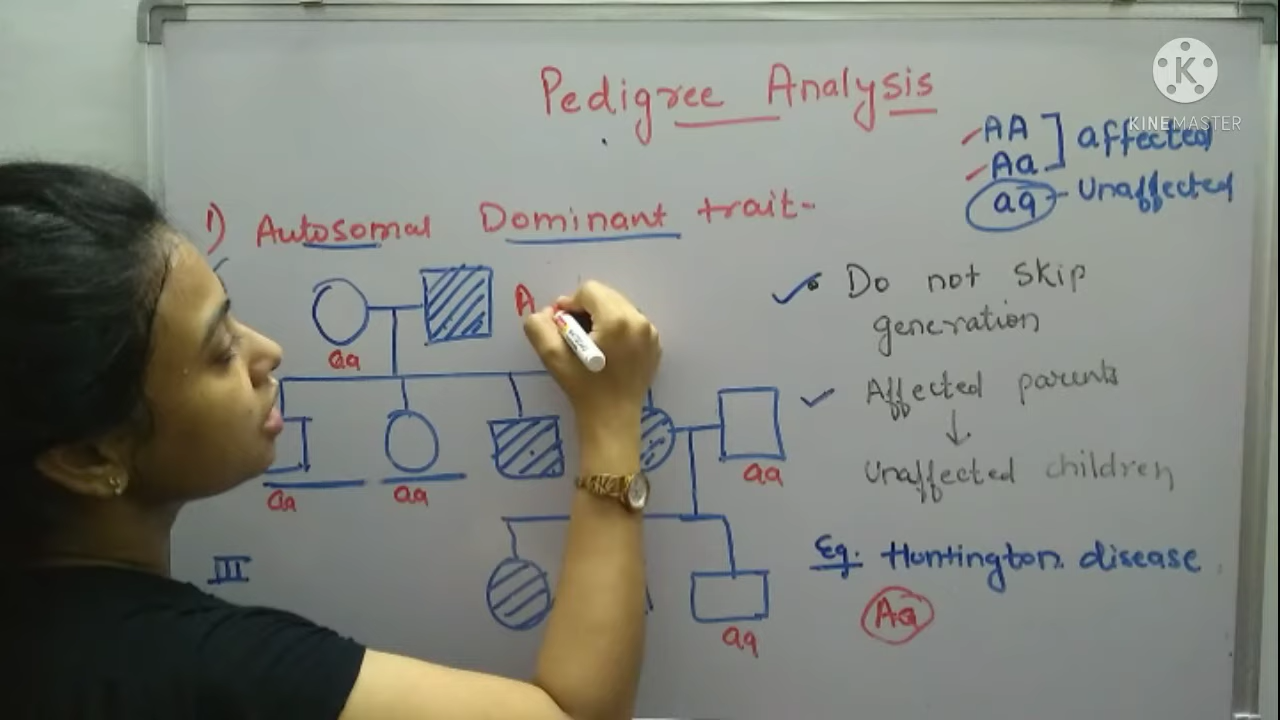 Pedigree Analysis
KINEMASTER
AA
Aa
affected
aa - Unaffected
1) Autosomal Dominant trait-
Do not skip
generation
A
aa
Affected parents
↓
Unaffected children
aa
aa
aa
III
Eg. Huntington disease
Aa
aa